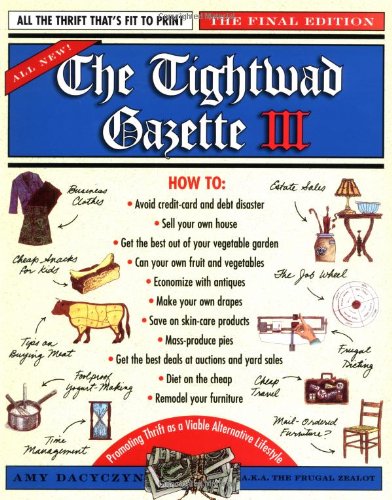 ALL THE THRIFT THAT'S FIT TO PRINT
THE FINAL EDITION
ALL NEW!
The Tightwad
Gazette III
HOW TO:
• Avoid credit-card and debt disaster
• Sell your own house
• Get the best out of your vegetable garden
• Can your own fruit and vegetables
• Economize with antiques
• Make your own drapes
• Save on skin-care products
• Mass-produce pies
• Get the best deals at auctions and yard sales
• Diet on the cheap
• Remodel your furniture
Business
Clothes
Cheap Snacks
For Kids
Tips on
Buying Meat
Foolproof
Yogurt-Making
Time
Management
Estate Sales
The Job Wheel
Frugal
Dieting
Cheap
Travel
Mail-Ordered
Furniture?
Promoting Thrift as a Viable Alternative Lifestyle
AMY DACYCZYN
A.K.A. THE FRUGAL ZEALOT